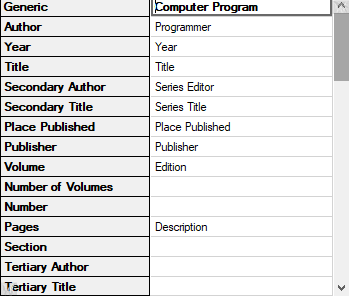 Generic Computer Program
Author Programmer
Year Year
Title Title
Secondary Author Series Editor
Secondary Title Series Title
Place Published Place Published
Publisher Publisher
Volume Edition
Number of Volumes
Number
Pages Description
Section
Tertiary Author
Tertiary Title